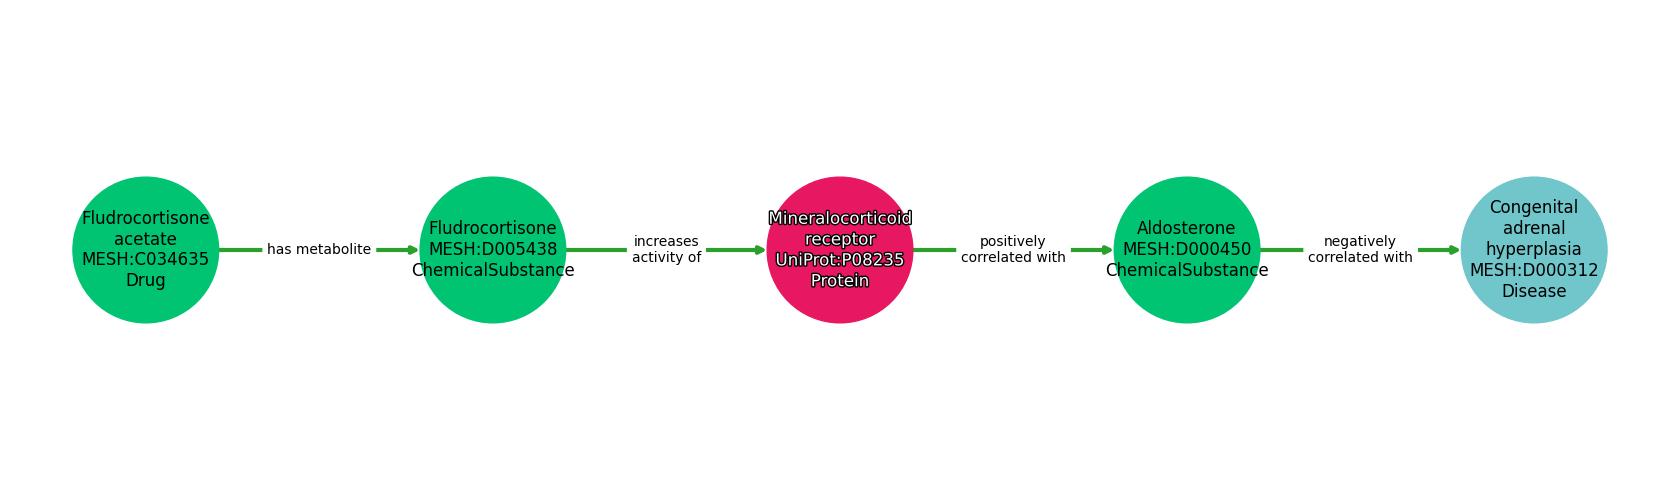 Fludrocortisone
acetate
MESH:C034635
Drug
has metabolite
Fludrocortisone
MESH:D005438
ChemicalSubstance
increases
activity of
Mineralocorticoid
receptor
UniProt:P08235
Protein
positively
correlated with
Aldosterone
MESH:D000450
ChemicalSubstance
negatively
correlated with
Congenital
adrenal
hyperplasia
MESH:D000312
Disease